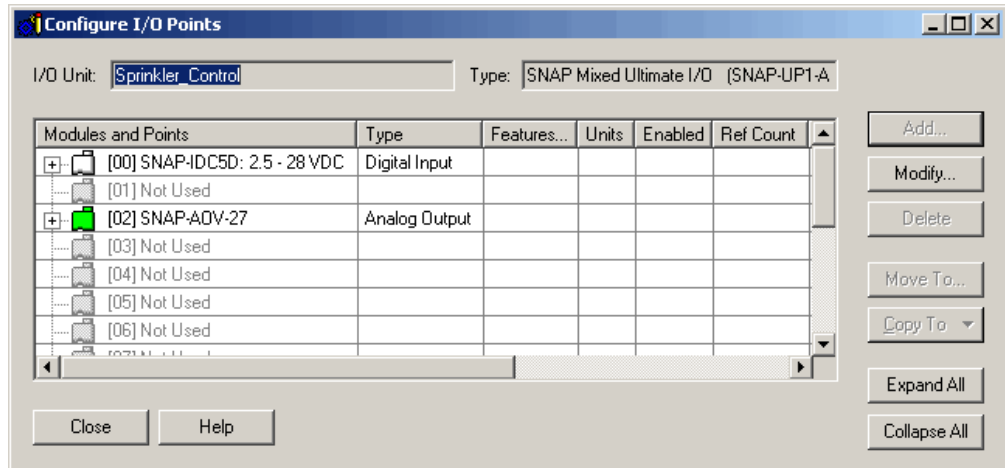 Configure I/O Points
I/O Unit: Sprinkler_Control Type: SNAP Mixed Ultimate I/O (SNAP-UP1-A
Modules and Points Type Features... Units Enabled Ref Count
[00] SNAP-IDC5D: 2.5 - 28 VDC Digital Input
[01] Not Used
[02] SNAP-AOV-27 Analog Output
[03] Not Used
[04] Not Used
[05] Not Used
[06] Not Used
Add...
Modify...
Delete
Move To...
Copy To
Expand All
Collapse All
Close Help